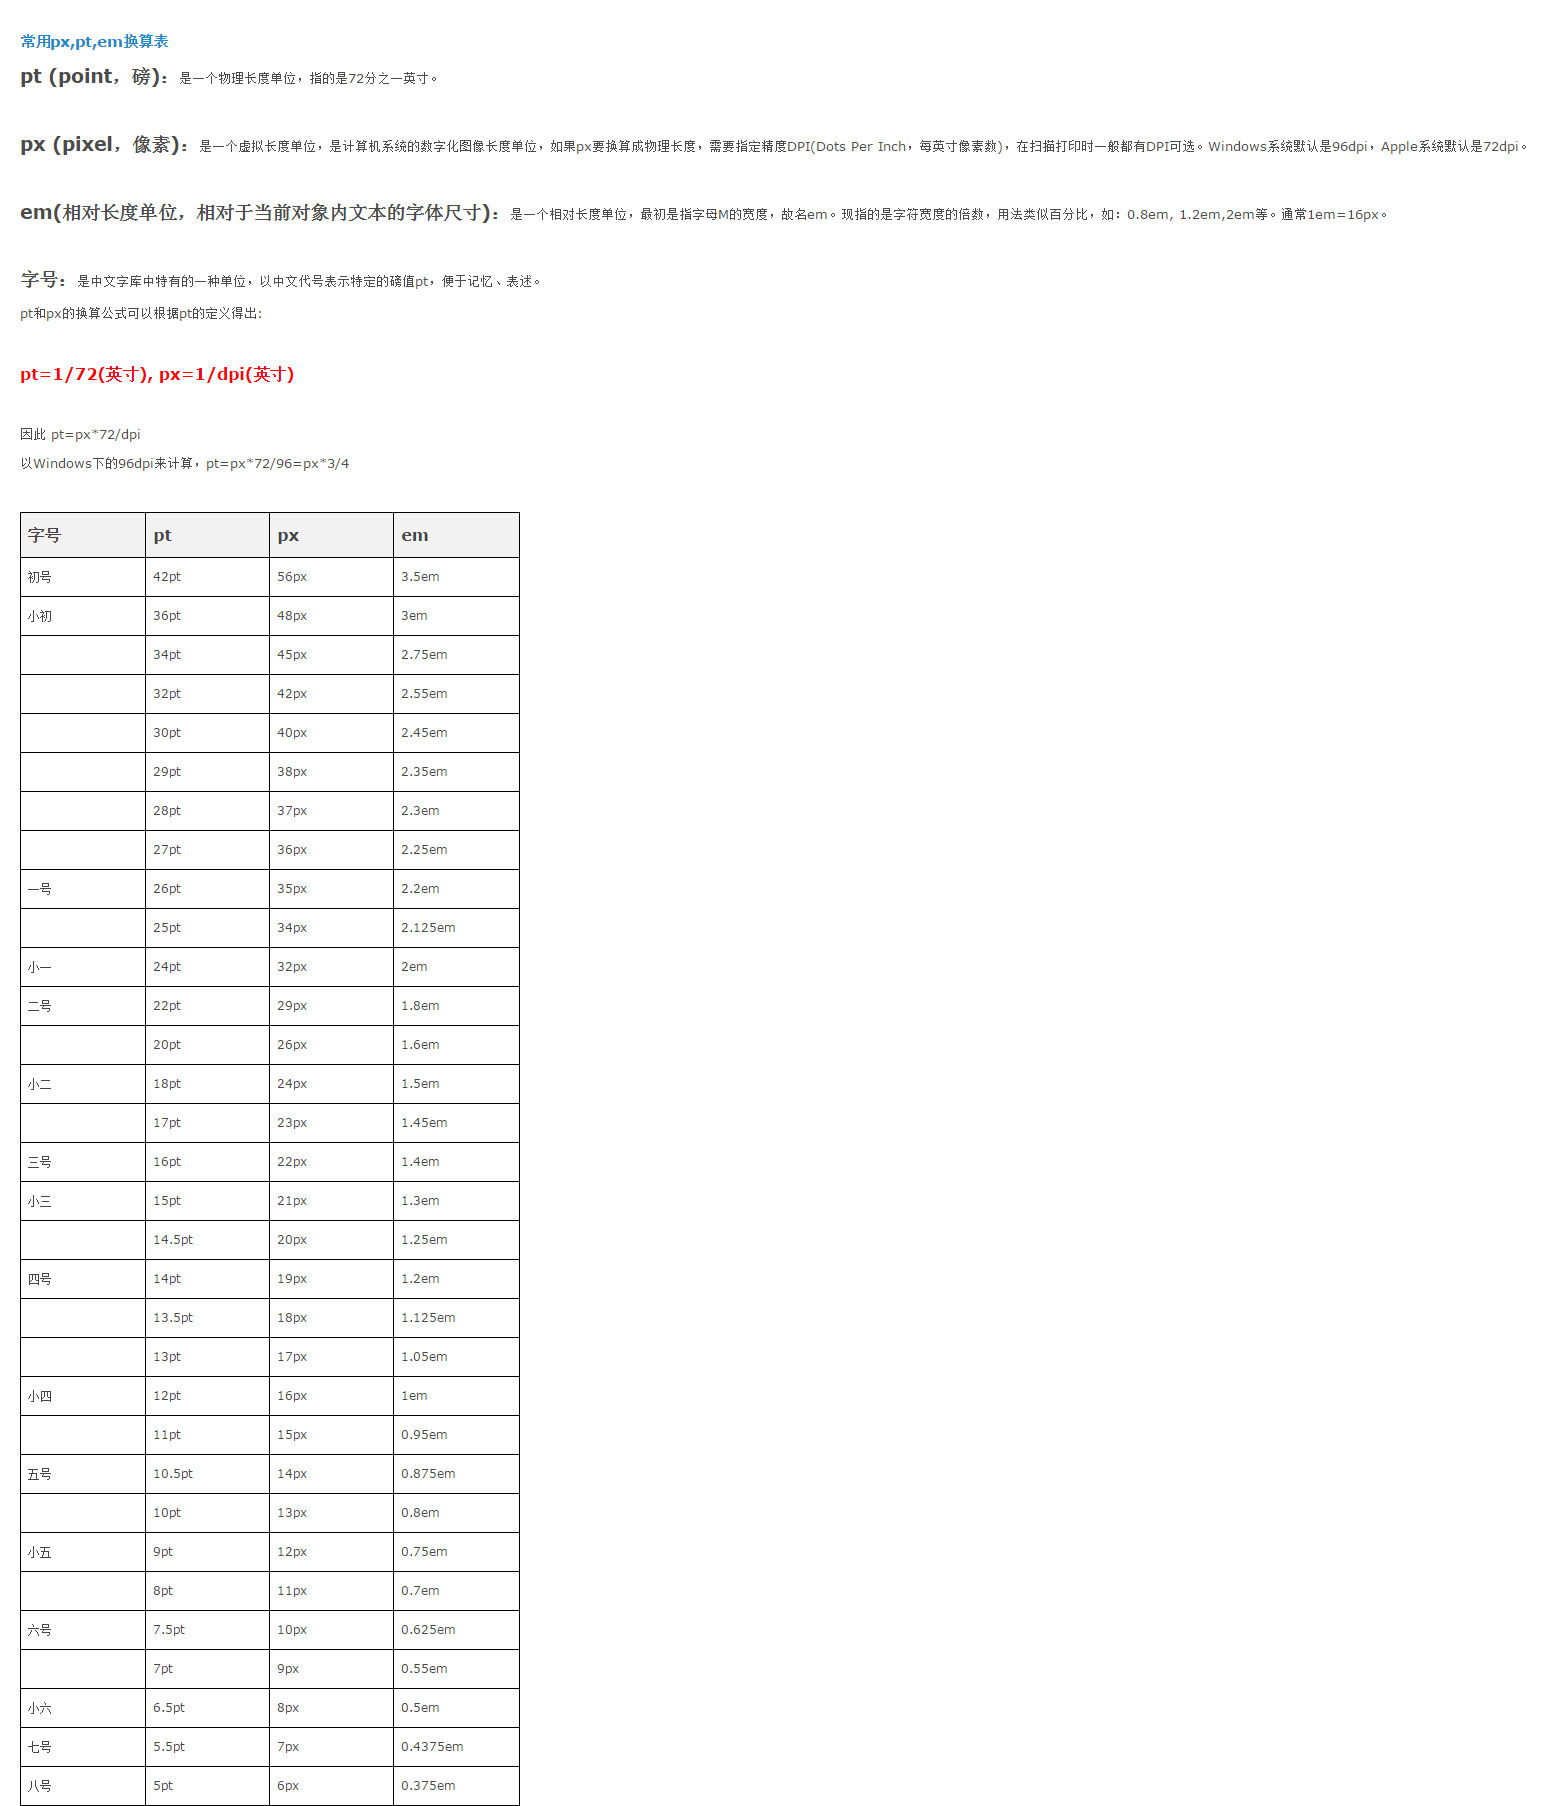 常用px,pt,em换算表
pt (point，磅)：是一个物理长度单位，指的是72分之一英寸。
px (pixel，像素)：是一个虚拟长度单位，是计算机系统的数字化图像长度单位，如果px要换算成物理长度，需要指定精度DPI(Dots Per Inch，每英寸像素数)，在扫描打印时一般都有DPI可选。Windows系统默认是96dpi，Apple系统默认是72dpi。
em(相对长度单位，相对于当前对象内文本的字体尺寸)：是一个相对长度单位，最初是指字母M的宽度，故名em。现指的是字符宽度的倍数，用法类似百分比，如：0.8em, 1.2em,2em等。通常1em=16px。
字号：是中文字库中特有的一种单位，以中文代号表示特定的磅值pt，便于记忆、表述。
pt和px的换算公式可以根据pt的定义得出:
pt=1/72(英寸), px=1/dpi(英寸)
因此 pt=px*72/dpi
以Windows下的96dpi来计算，pt=px*72/96=px*3/4
字号 pt px em
初号 42pt 56px 3.5em
小初 36pt 48px 3em
34pt 45px 2.75em
32pt 42px 2.55em
30pt 40px 2.45em
29pt 38px 2.35em
28pt 37px 2.3em
27pt 36px 2.25em
一号 26pt 35px 2.2em
25pt 34px 2.125em
小一 24pt 32px 2em
二号 22pt 29px 1.8em
20pt 26px 1.6em
小二 18pt 24px 1.5em
17pt 23px 1.45em
三号 16pt 22px 1.4em
小三 15pt 21px 1.3em
14.5pt 20px 1.25em
四号 14pt 19px 1.2em
13.5pt 18px 1.125em
13pt 17px 1.05em
小四 12pt 16px 1em
11pt 15px 0.95em
五号 10.5pt 14px 0.875em
10pt 13px 0.8em
小五 9pt 12px 0.75em
8pt 11px 0.7em
六号 7.5pt 10px 0.625em
7pt 9px 0.55em
小六 6.5pt 8px 0.5em
七号 5.5pt 7px 0.4375em
八号 5pt 6px 0.375em